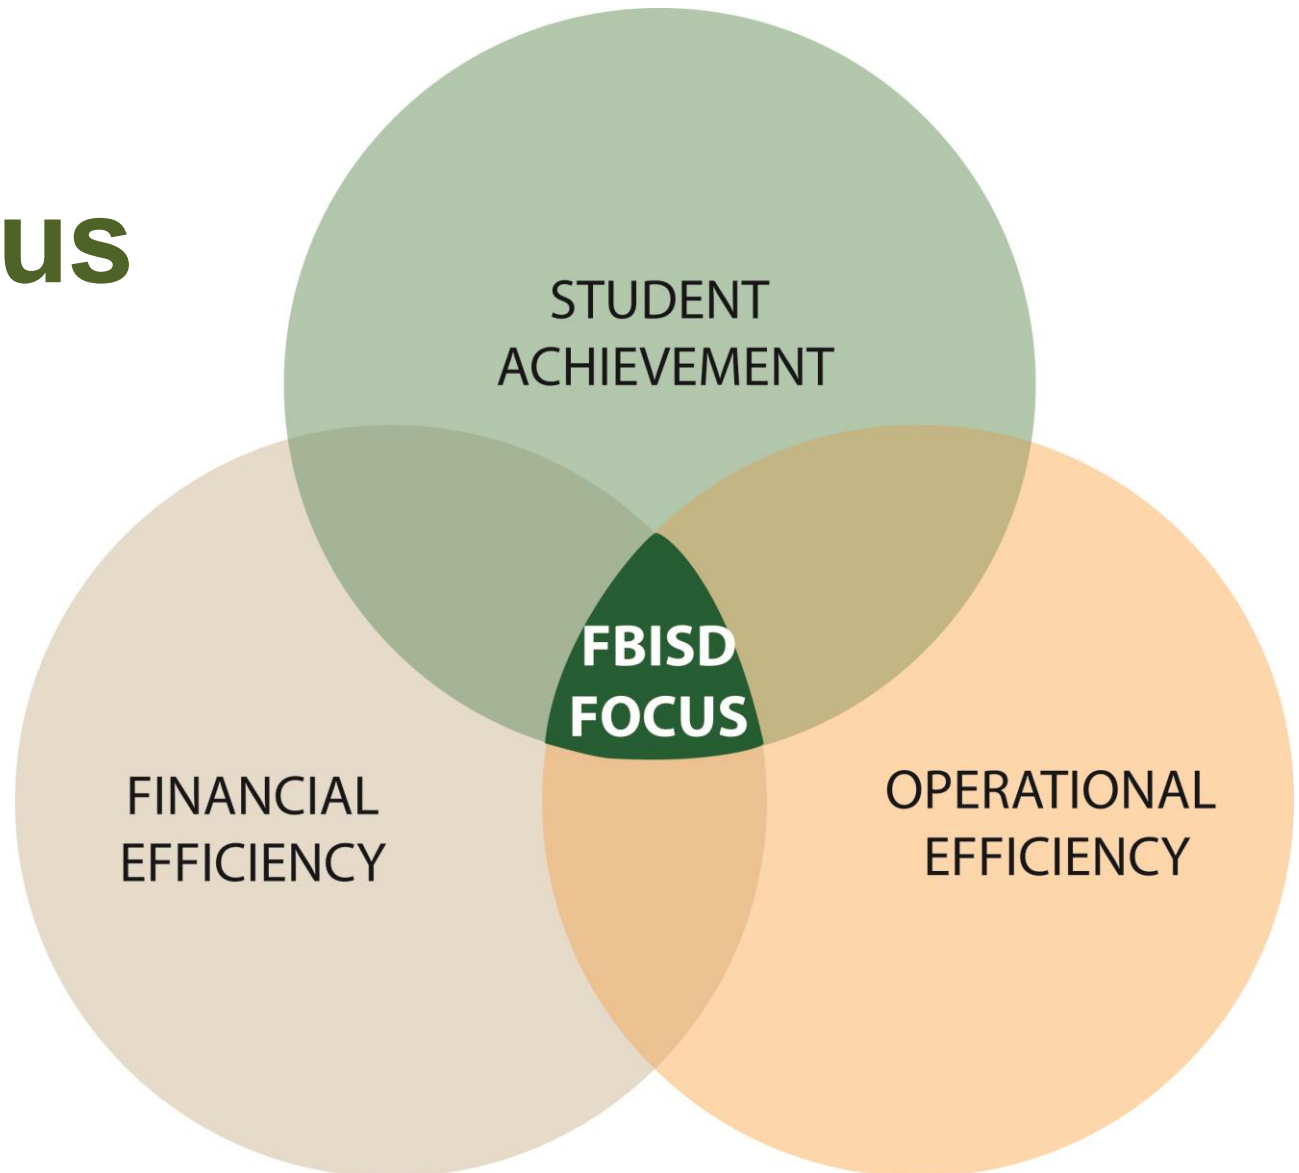 us
STUDENT
ACHIEVEMENT
FBISD
FOCUS
FINANCIAL
EFFICIENCY
OPERATIONAL
EFFICIENCY